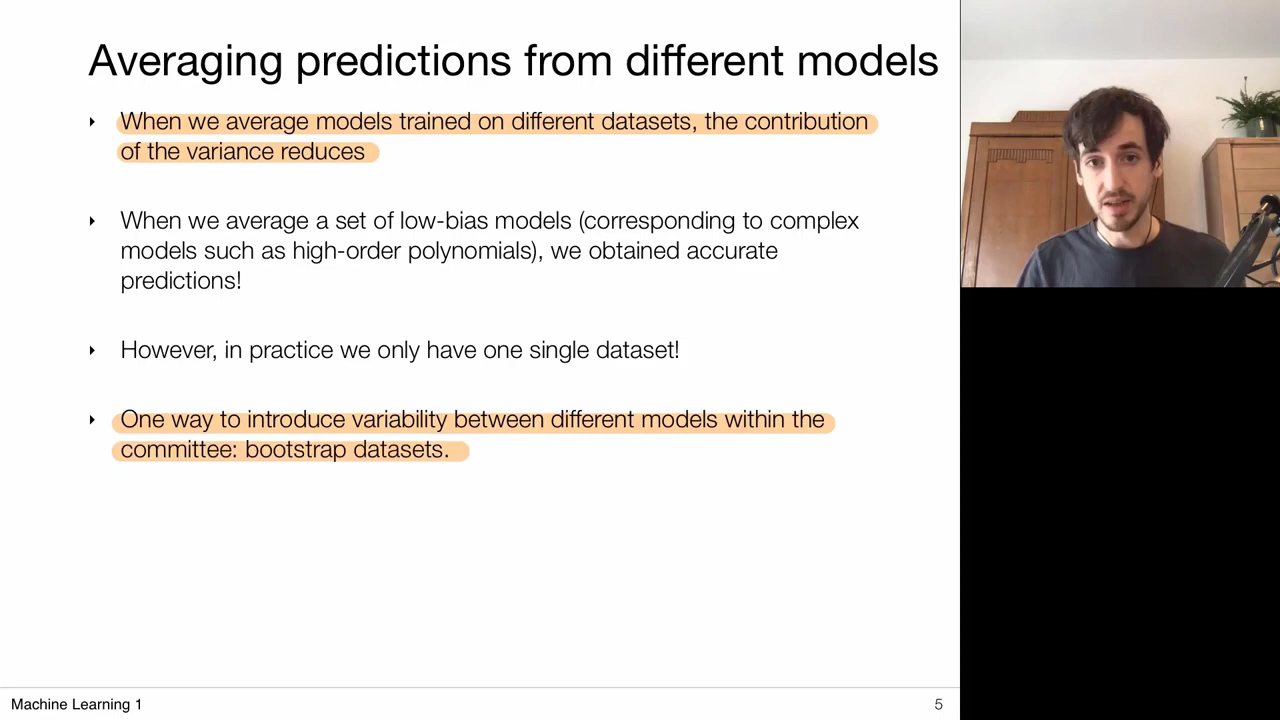 Averaging predictions from different models
When we average models trained on different datasets, the contribution
of the variance reduces
When we average a set of low-bias models (corresponding to complex
models such as high-order polynomials), we obtained accurate
predictions!
However, in practice we only have one single dataset!
One way to introduce variability between different models within the
committee: bootstrap datasets.
Machine Learning 1
5